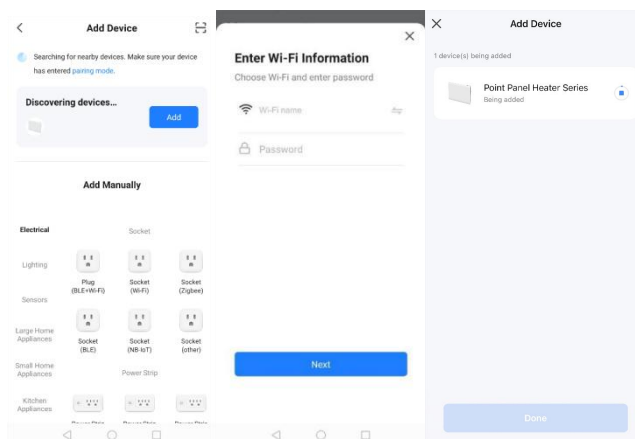 Add Device
Searching for nearby devices. Make sure your device
has entered pairing mode.
Discovering devices...
Add
Add Manually
Electrical
Socket
Lighting
Plug
(BLE+Wi-Fi)
Socket
(Wi-Fi)
Socket
(Zigbee)
Sensors
Large Home
Appliances
Socket
(BLE)
Socket
(NB-IoT)
Socket
(other)
Small Home
Appliances
Power Strip
Kitchen
Appliances
Enter Wi-Fi Information
Choose Wi-Fi and enter password
Wi-Fi name
Password
Next
Add Device
1 device(s) being added
Point Panel Heater Series
Being added
Done